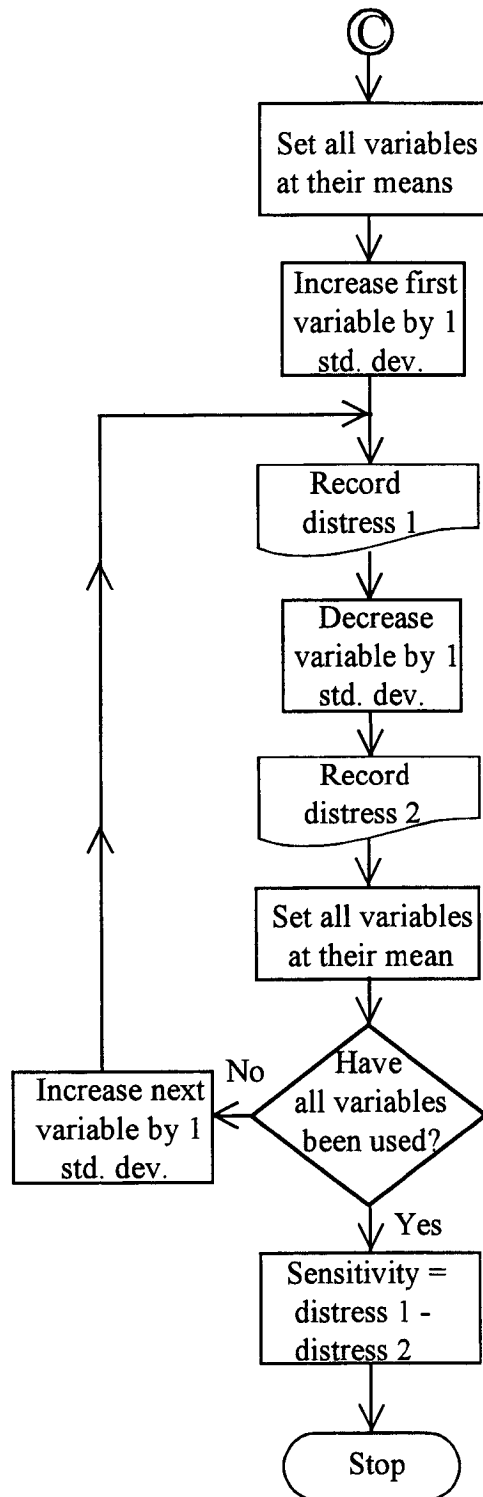 C
Set all variables
at their means
Increase first
variable by 1
std. dev.
Record
distress 1
Decrease
variable by 1
std. dev.
Record
distress 2
Set all variables
at their mean
Have
all variables
been used?
No
Increase next
variable by 1
std. dev.
Yes
Sensitivity =
distress 1 -
distress 2
Stop